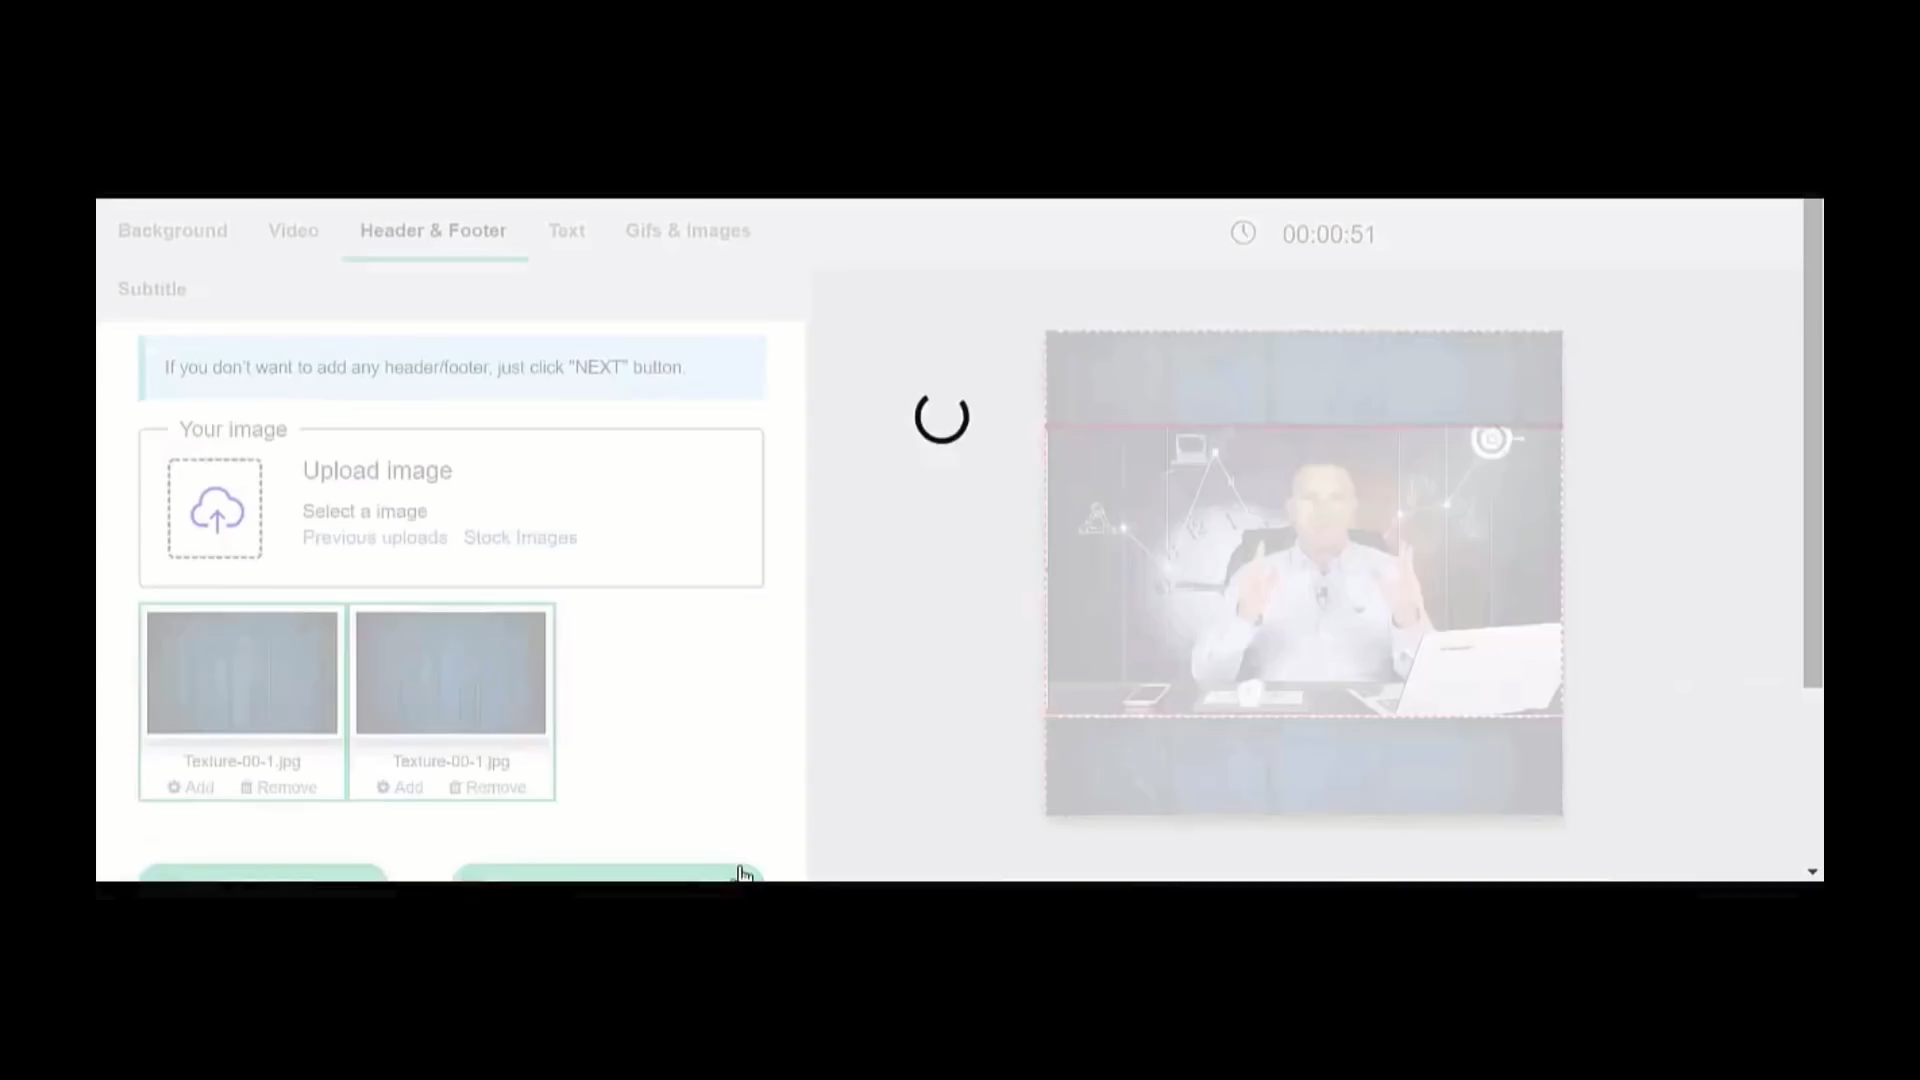 Background Video Header & Footer Text Gifs & Images
00:00:51
Subtitle
If you don't want to add any header/footer, just click "NEXT" button.
Your image
Upload image
Select a image
Previous uploads Stock Images
Texture-00-1.jpg Texture-00-1.jpg
Add Remove Add Remove